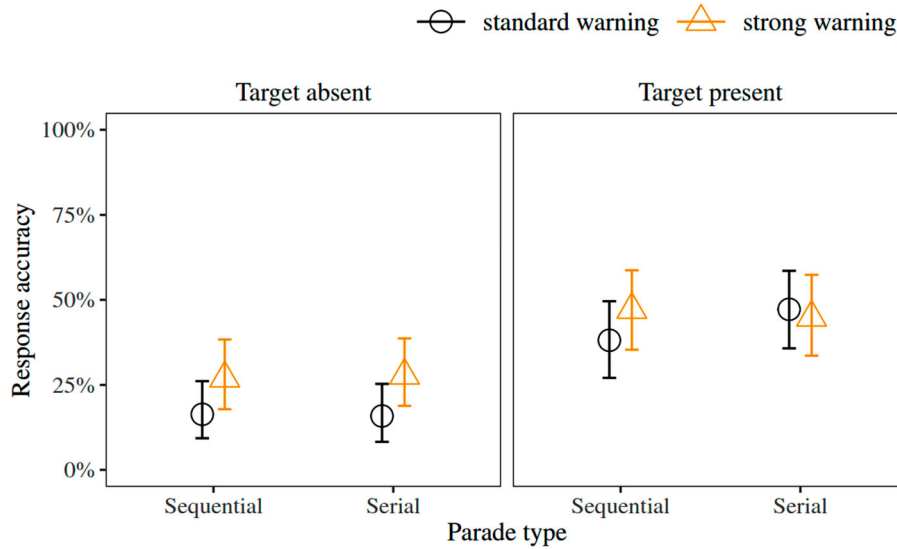 standard warning strong warning
Target absent Target present
100%
75%
50%
25%
0%
Response accuracy
Sequential Serial Sequential Serial
Parade type